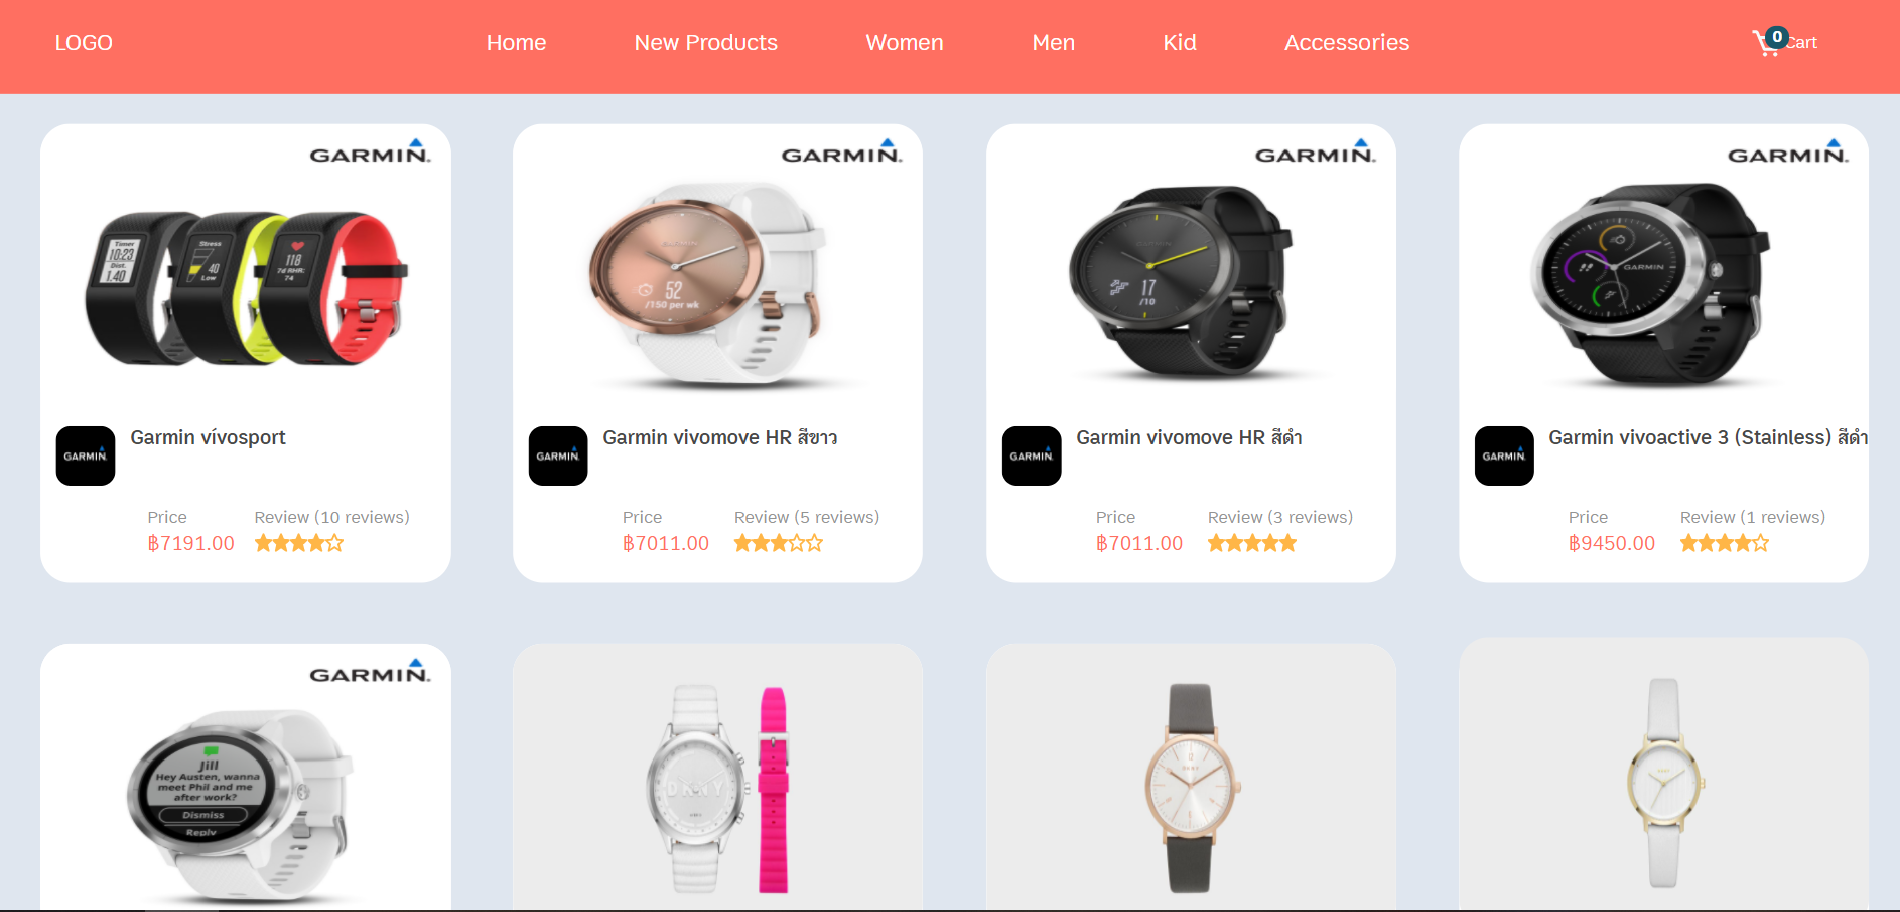 LOGO
Home
New Products
Women
Men
Kid
Accessories
0
Cart
GARMIN.
GARMIN.
GARMIN.
GARMIN.
Timer
10:23
Dist.
1.40
Stress
40
Low
118
7d RHR:
74
GARMIN
52
/150 per wk
17
/10
GARMIN
GARMIN.
Garmin vívosport
GARMIN.
Garmin vivomove HR สีขาว
GARMIN.
Garmin vivomove HR สีดำ
GARMIN.
Garmin vivoactive 3 (Stainless) สีดำ
Price
Review (10 reviews)
฿7191.00
Price
Review (5 reviews)
฿7011.00
Price
Review (3 reviews)
฿7011.00
Price
Review (1 reviews)
฿9450.00
GARMIN.
Jill
Hey Austen, wanna
meet Phil and me
after work?
Dismiss
Reply
DKNY
DKNY